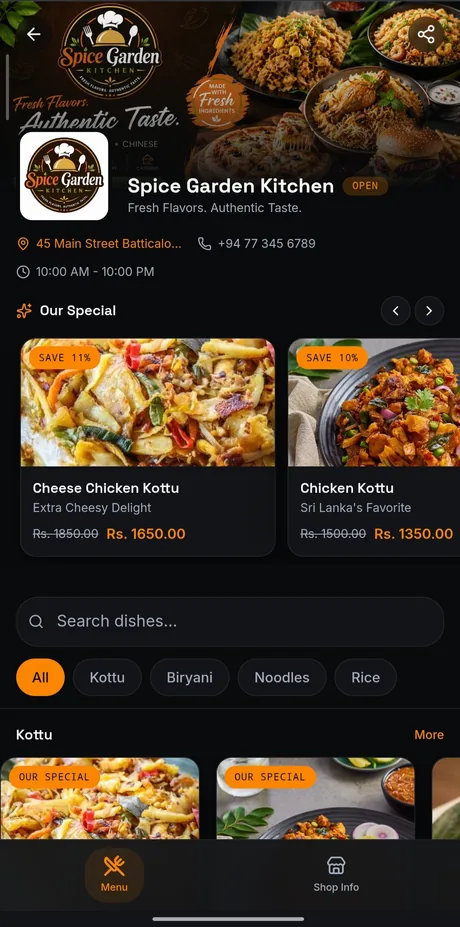 Spice Garden
KITCHEN
FRESH FLAVORS. AUTHENTIC TASTE.
Fresh Flavors.
Authentic Taste.
MADE
WITH
Fresh
INGREDIENTS.
• CHINESE
Spice Garden
KITCHEN
Spice Garden Kitchen OPEN
Fresh Flavors. Authentic Taste.
45 Main Street Batticalo... +94 77 345 6789
10:00 AM - 10:00 PM
Our Special
SAVE 11% SAVE 10%
Cheese Chicken Kottu
Extra Cheesy Delight
Rs. 1850.00 Rs. 1650.00
Chicken Kottu
Sri Lanka's Favorite
Rs. 1500.00 Rs. 1350.00
Search dishes...
All Kottu Biryani Noodles Rice
Kottu More
OUR SPECIAL OUR SPECIAL
Menu Shop Info